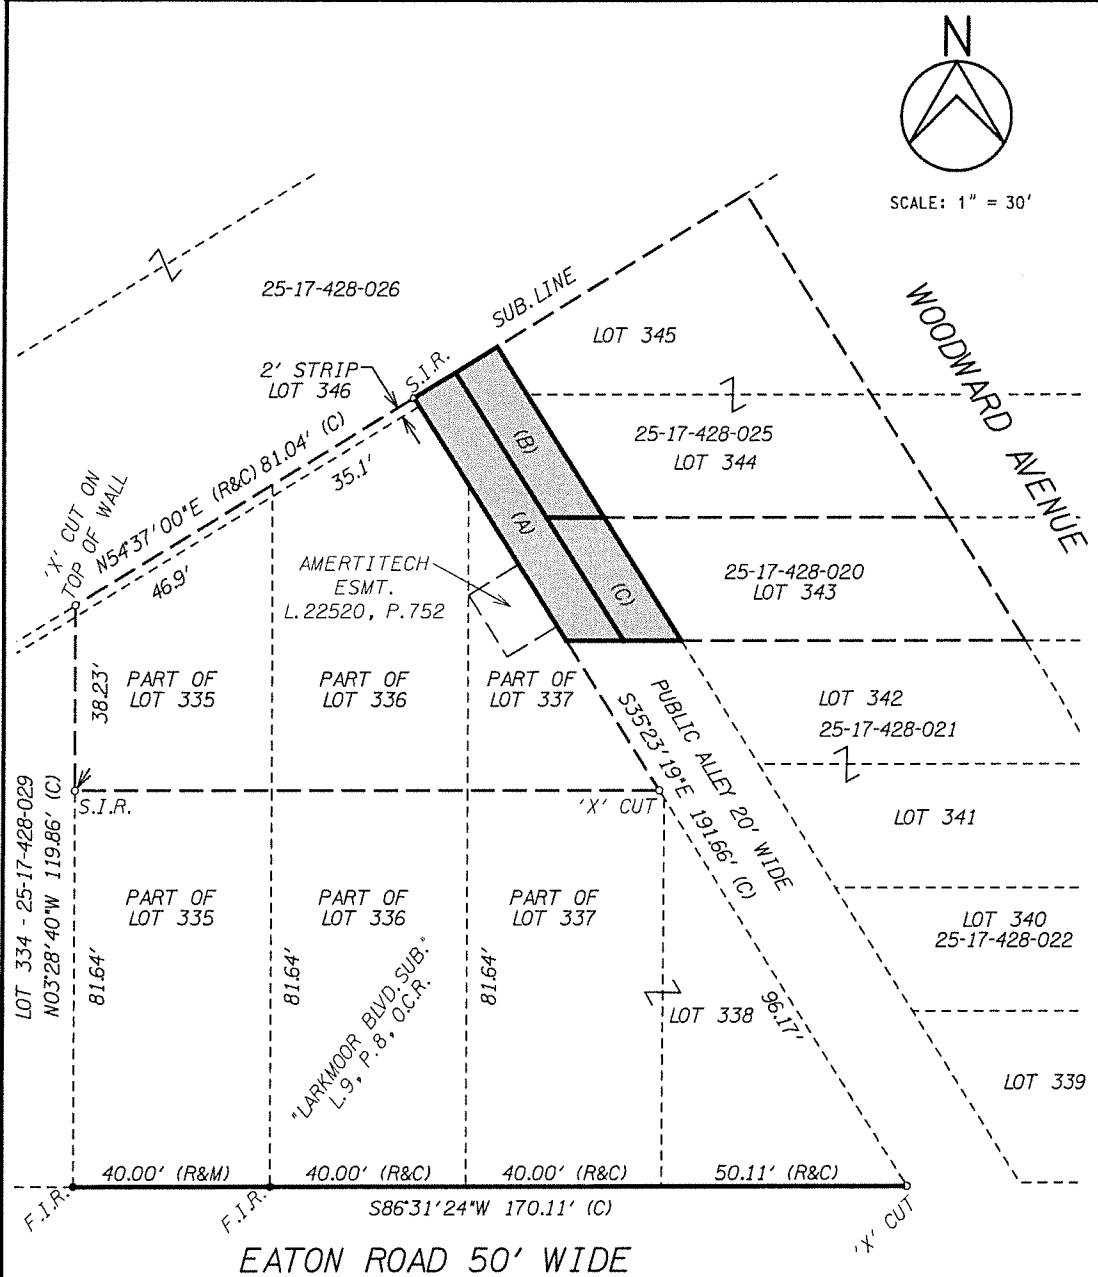 N
SCALE: 1" = 30'
25-17-428-026
SUB. LINE
WOODWARD AVENUE
LOT 345
2' STRIP
LOT 346
S.I.R.
25-17-428-025
LOT 344
(B)
N54°37'00"E (R&C) 81.04' (C)
35.1'
'X' CUT ON
TOP OF WALL
46.9'
(A)
AMERTITECH
ESMT.
L.22520, P.752
25-17-428-020
LOT 343
(C)
38.23'
PART OF
LOT 335
PART OF
LOT 336
PART OF
LOT 337
PUBLIC ALLEY 20' WIDE
S35°23'19"E 191.66' (C)
LOT 342
25-17-428-021
S.I.R.
'X' CUT
LOT 341
LOT 334 - 25-17-428-029
N03°28'40"W 119.86' (C)
PART OF
LOT 335
PART OF
LOT 336
PART OF
LOT 337
LOT 340
25-17-428-022
81.64'
81.64'
81.64'
"LARKMOOR BLVD. SUB."
L.9, P.8, O.C.R.
LOT 338
96.17'
LOT 339
40.00' (R&M)
40.00' (R&C)
40.00' (R&C)
50.11' (R&C)
F.I.R.
F.I.R.
S86°31'24"W 170.11' (C)
'X' CUT
EATON ROAD 50' WIDE